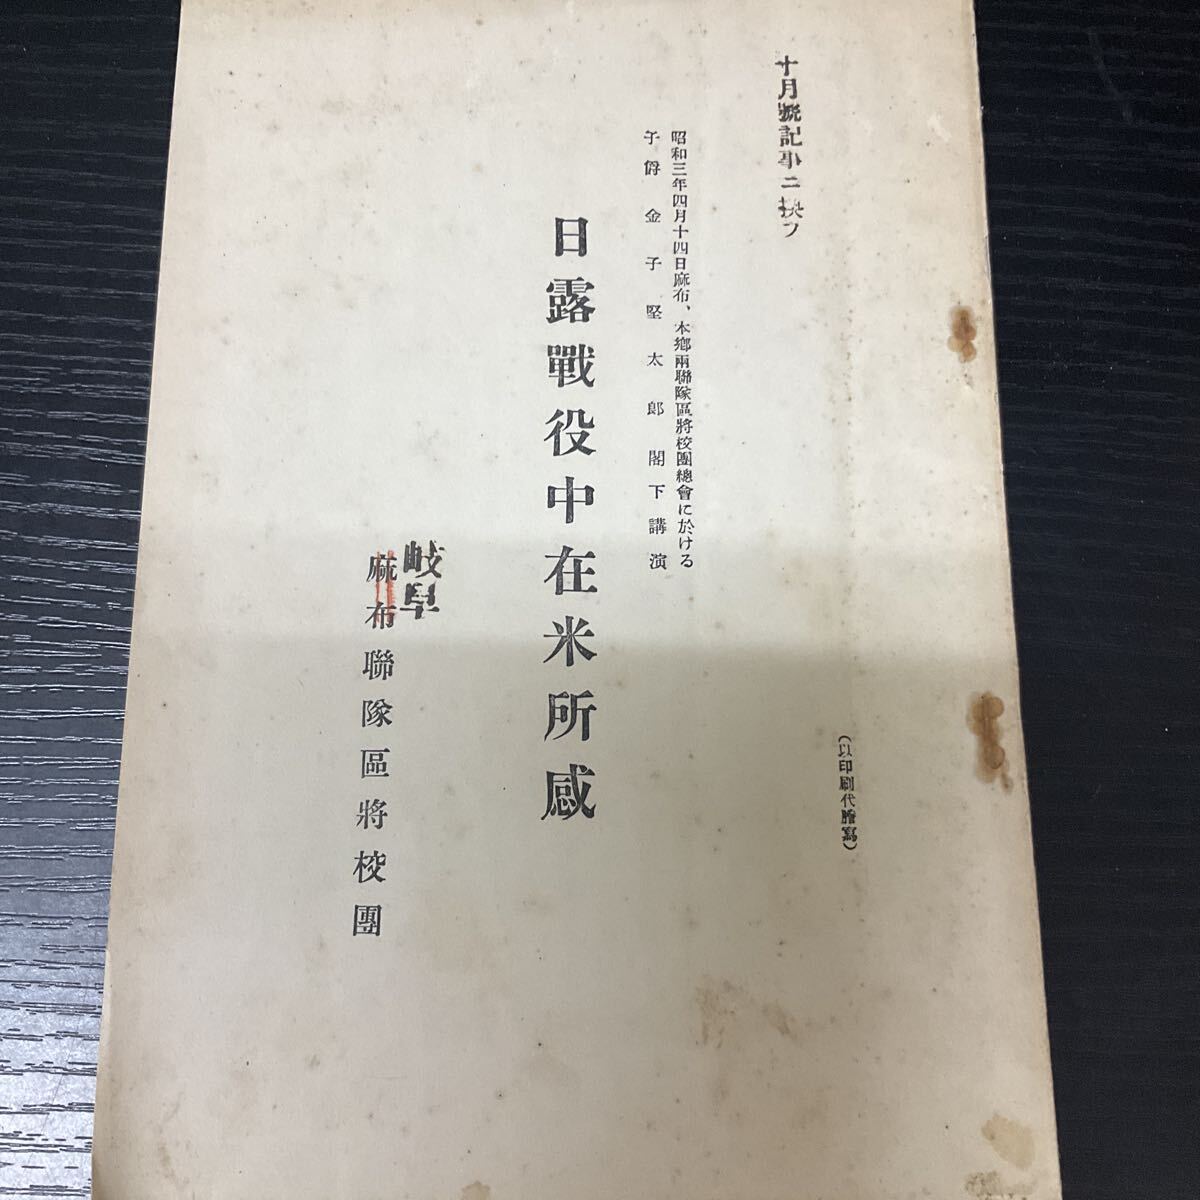 (以印刷代謄寫)
十月號記事ニ換フ
昭和三年四月十四日麻布、本鄕兩聯隊區將校團總會に於ける
子爵金子堅太郎閣下講演
日露戰役中在米所感
岐阜
麻布聯隊區將校團